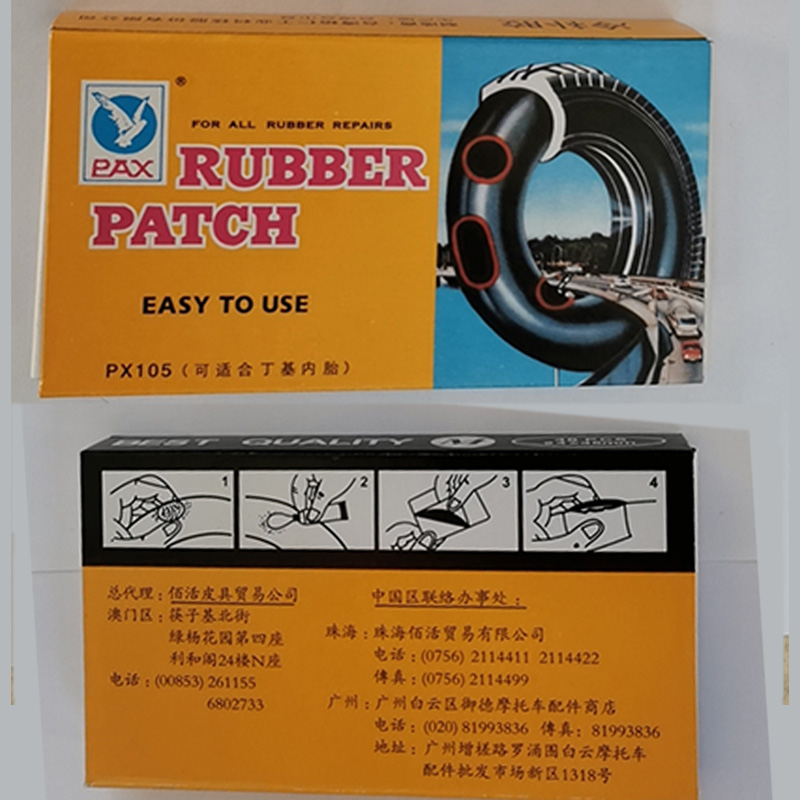 冷补胶
®
PAX
FOR ALL RUBBER REPAIRS
RUBBER
PATCH
EASY TO USE
PX105(可适合丁基内胎)
BEST QUALITY
1
2
3
4
总代理：佰活皮具贸易公司
澳门区：筷子基北街
绿杨花园第四座
利和阁24楼N座
电话：(00853) 261155
6802733
中国区联络办事处：
珠海：珠海佰活贸易有限公司
电话：(0756) 2114411 2114422
傳真：(0756) 2114499
广州：广州白云区御德摩托车配件商店
电话：(020) 81993836 傳真：81993836
地址：广州增槎路罗涌围白云摩托车
配件批发市场新区1318号